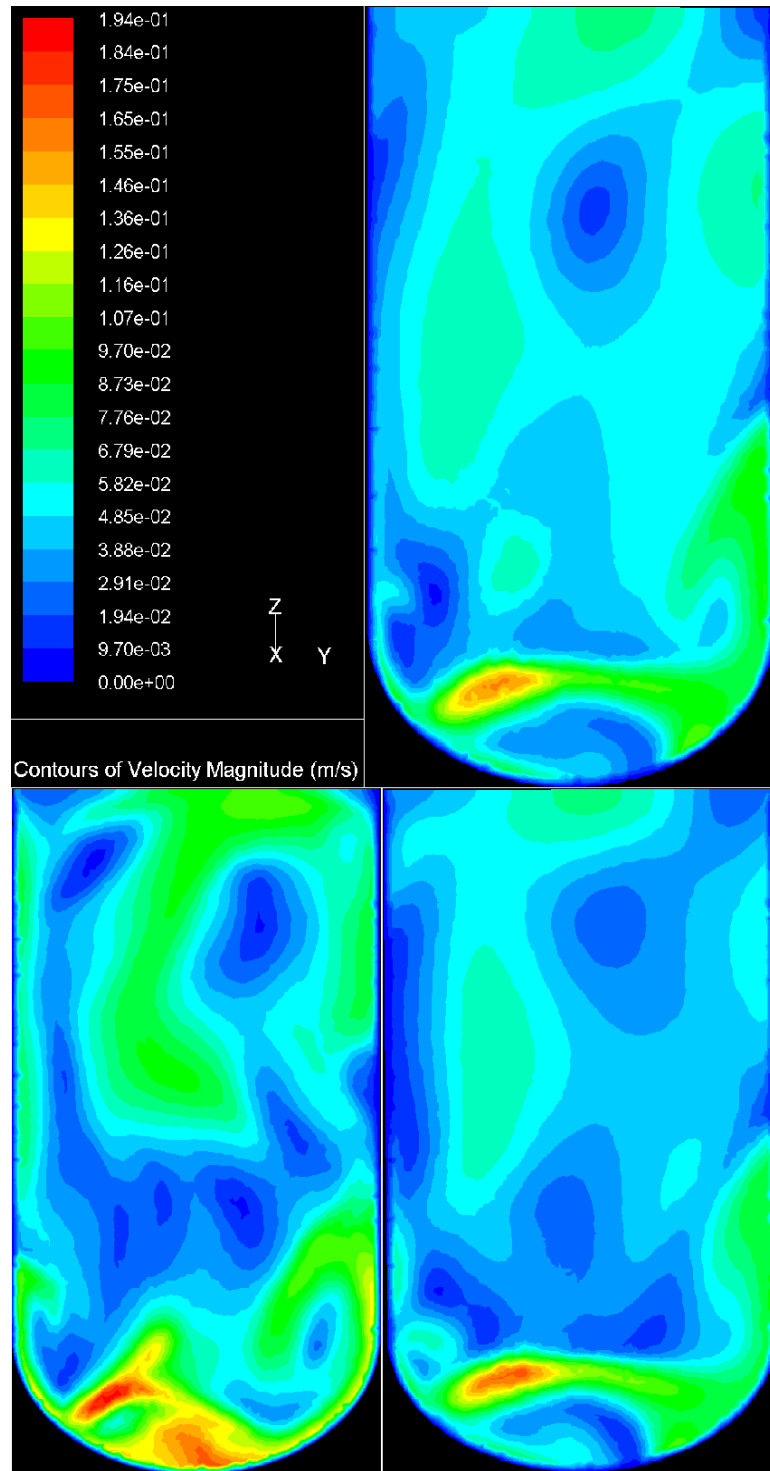 1.94e-01
1.84e-01
1.75e-01
1.65e-01
1.55e-01
1.46e-01
1.36e-01
1.26e-01
1.16e-01
1.07e-01
9.70e-02
8.73e-02
7.76e-02
6.79e-02
5.82e-02
4.85e-02
3.88e-02
2.91e-02
1.94e-02
9.70e-03
0.00e+00
Z
X Y
Contours of Velocity Magnitude (m/s)